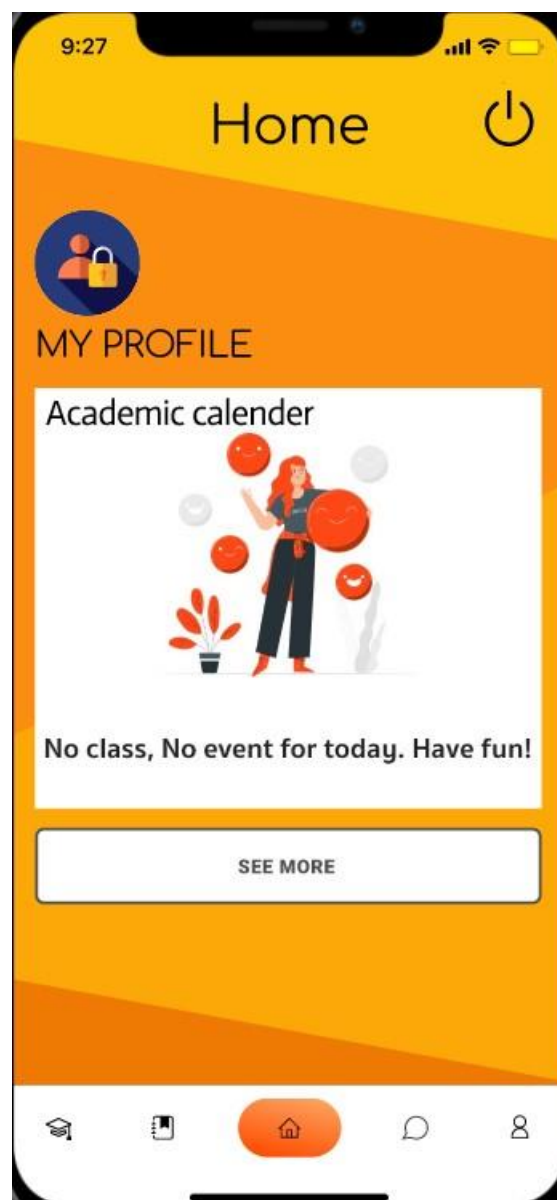 9:27
Home
MY PROFILE
Academic calender
No class, No event for today. Have fun!
SEE MORE